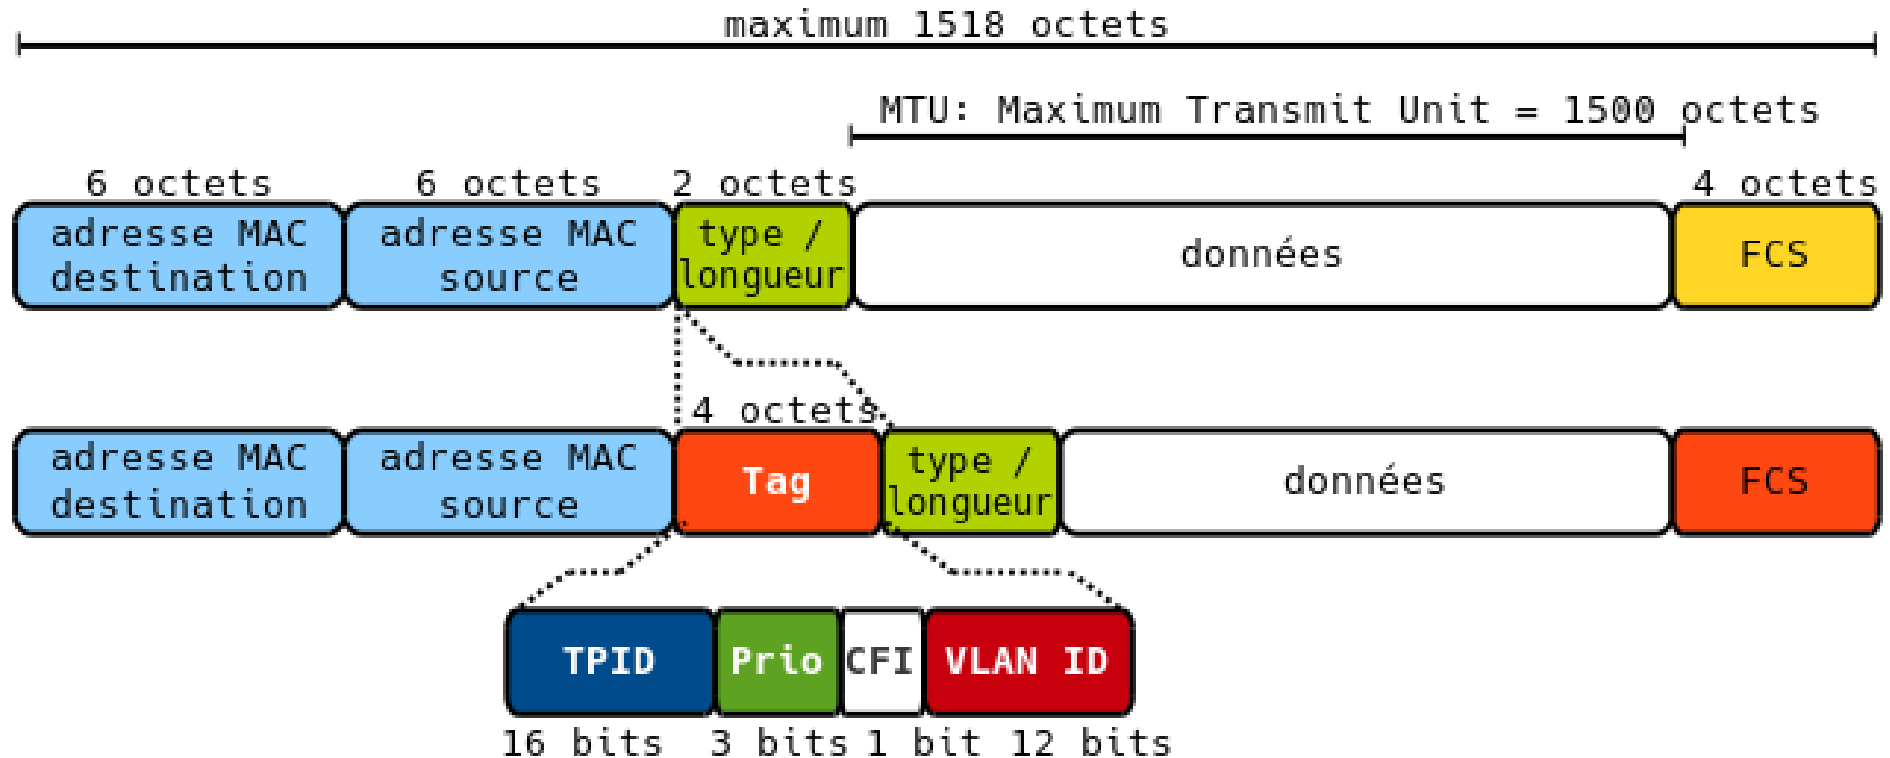 maximum 1518 octets
MTU: Maximum Transmit Unit = 1500 octets
6 octets 6 octets 2 octets 4 octets
adresse MAC
destination
adresse MAC
source
type /
longueur
données
FCS
4 octets
adresse MAC
destination
adresse MAC
source
Tag
type /
longueur
données
FCS
TPID Prio CFI VLAN ID
16 bits 3 bits 1 bit 12 bits